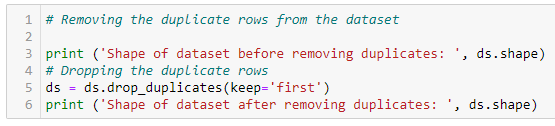 1 # Removing the duplicate rows from the dataset
2
3 print ('Shape of dataset before removing duplicates: ', ds.shape)
4 # Dropping the duplicate rows
5 ds = ds.drop_duplicates(keep='first')
6 print ('Shape of dataset after removing duplicates: ', ds.shape)